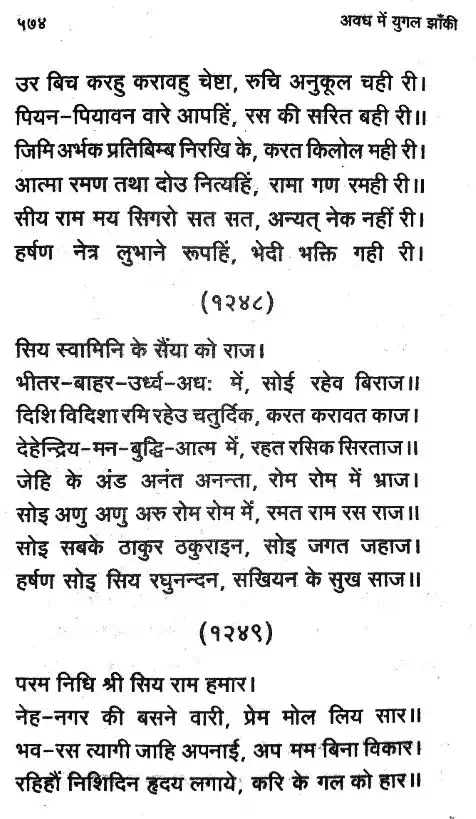 ५७४ अवध में युगल झाँकी
उर बिच करहु करावहु चेष्टा, रुचि अनुकूल चही री।
पियन-पियावन वारे आपहिं, रस की सरित बही री॥
जिमि अर्भक प्रतिबिम्ब निरखि के, करत किलोल मही री।
आत्मा रमण तथा दोउ नित्यहिं, रामा गण रमही री॥
सीय राम मय सिगरो सत सत, अन्यत् नेक नहीं री।
हर्षण नेत्र लुभाने रूपहिं, भेदी भक्ति गही री।
(१२४८)
सिय स्वामिनि के सैंया को राज।
भीतर-बाहर-उर्ध्व-अधः में, सोई रहेव बिराज॥
दिशि विदिशा रमि रहेउ चतुर्दिक, करत करावत काज।
देहेन्द्रिय-मन-बुद्धि-आत्म में, रहत रसिक सिरताज॥
जेहि के अंड अनंत अनन्ता, रोम रोम में भ्राज।
सोइ अणु अणु अरु रोम रोम में, रमत राम रस राज॥
सोइ सबके ठाकुर ठकुराइन, सोइ जगत जहाज।
हर्षण सोइ सिय रघुनन्दन, सखियन के सुख साज॥
(१२४९)
परम निधि श्री सिय राम हमार।
नेह-नगर की बसने वारी, प्रेम मोल लिय सार॥
भव-रस त्यागी जाहि अपनाई, अप मम बिना विकार।
रहिहौं निशिदिन हृदय लगाये, करि के गल को हार॥